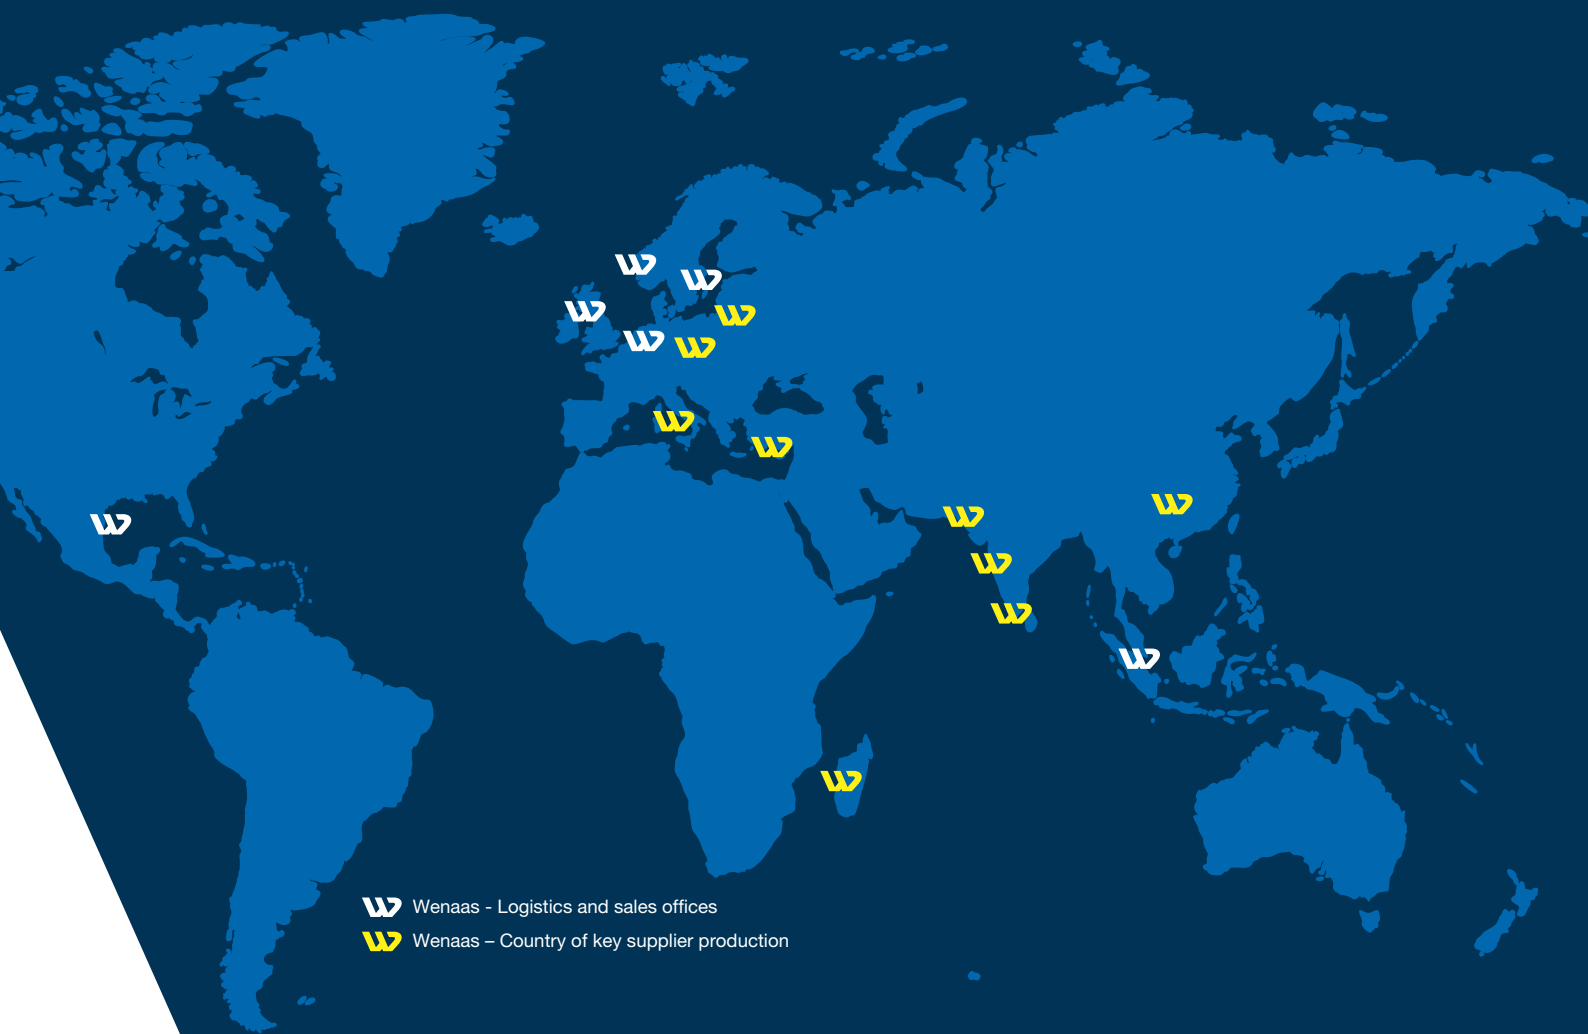 Wenaas - Logistics and sales offices
Wenaas – Country of key supplier production